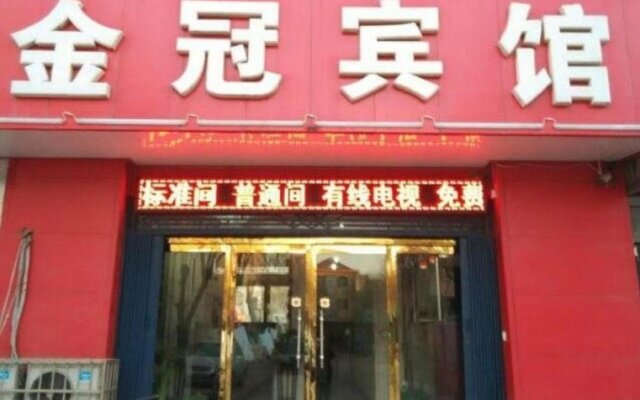 金冠宾馆
标准间 普通间 有线电视 免费